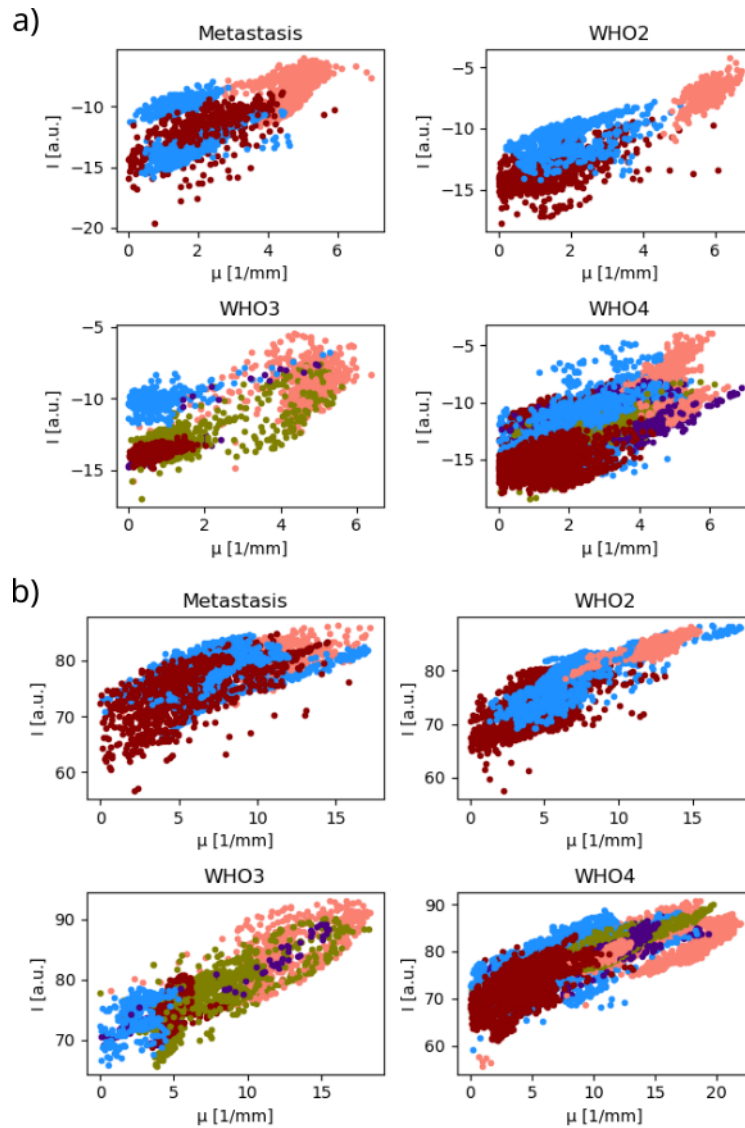 a)
Metastasis
WHO2
I [a.u.]
-10
-15
-20
0 2 4 6
μ [1/mm]
I [a.u.]
-5
-10
-15
0 2 4 6
μ [1/mm]
WHO3
WHO4
I [a.u.]
-5
-10
-15
0 2 4 6
μ [1/mm]
I [a.u.]
-5
-10
-15
0 2 4 6
μ [1/mm]
b)
Metastasis
WHO2
I [a.u.]
80
70
60
0 5 10 15
μ [1/mm]
I [a.u.]
80
70
60
0 5 10 15
μ [1/mm]
WHO3
WHO4
I [a.u.]
90
80
70
0 5 10 15
μ [1/mm]
I [a.u.]
90
80
70
60
0 5 10 15 20
μ [1/mm]